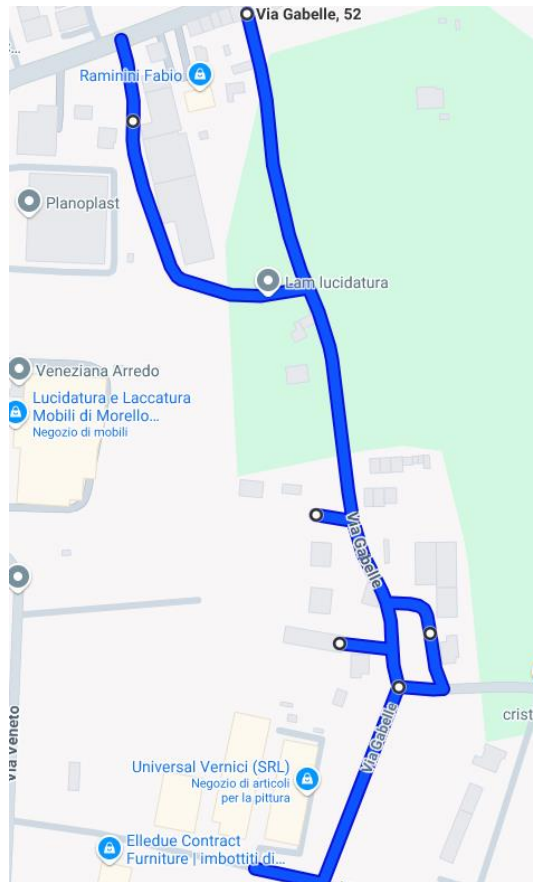 Via Gabelle, 52
Raminini Fabio
Planoplast
Lam lucidatura
Veneziana Arredo
Lucidatura e Laccatura
Mobili di Morello…
Negozio di mobili
Via Gabelle
Via Veneto
Via Gabelle
crist
Universal Vernici (SRL)
Negozio di articoli
per la pittura
Elledue Contract
Furniture | imbottiti di…